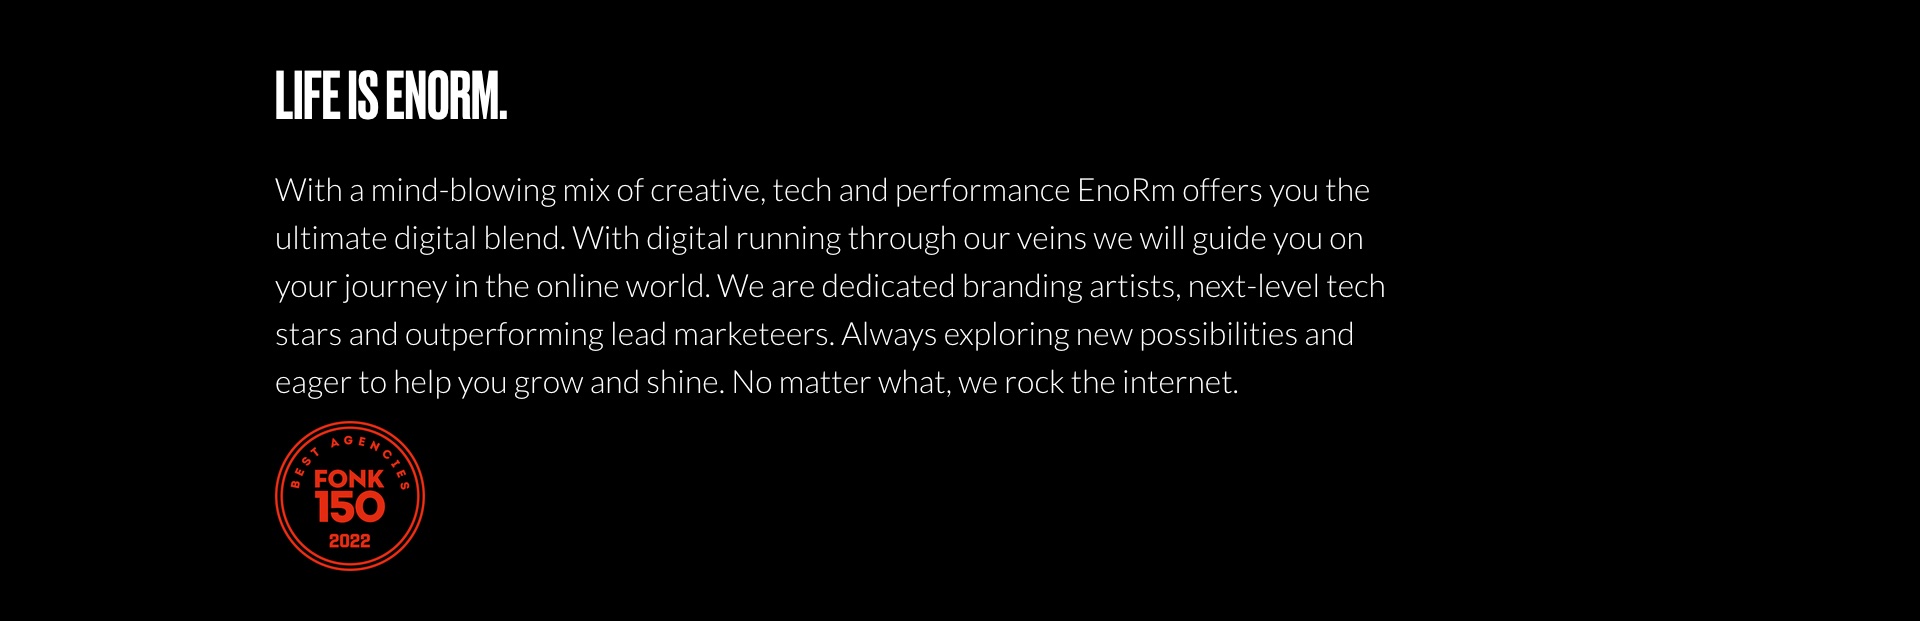 LIFE IS ENORM.
With a mind-blowing mix of creative, tech and performance EnoRm offers you the
ultimate digital blend. With digital running through our veins we will guide you on
your journey in the online world. We are dedicated branding artists, next-level tech
stars and outperforming lead marketeers. Always exploring new possibilities and
eager to help you grow and shine. No matter what, we rock the internet.
BEST AGENCIES
FONK
150
2022